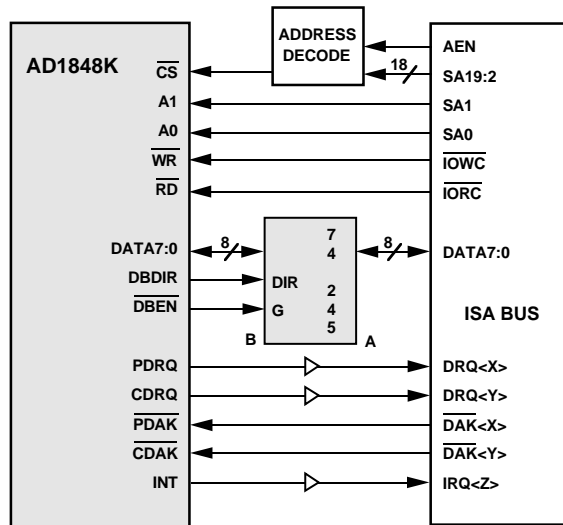 ADDRESS
DECODE
AD1848K
CS
A1
A0
WR
RD
DATA7:0
DBDIR
DBEN
PDRQ
CDRQ
PDAK
CDAK
INT
18
8
DIR
G
7
4
2
4
5
B
A
8
AEN
SA19:2
SA1
SA0
IOWC
IORC
DATA7:0
ISA BUS
DRQ<X>
DRQ<Y>
DAK<X>
DAK<Y>
IRQ<Z>